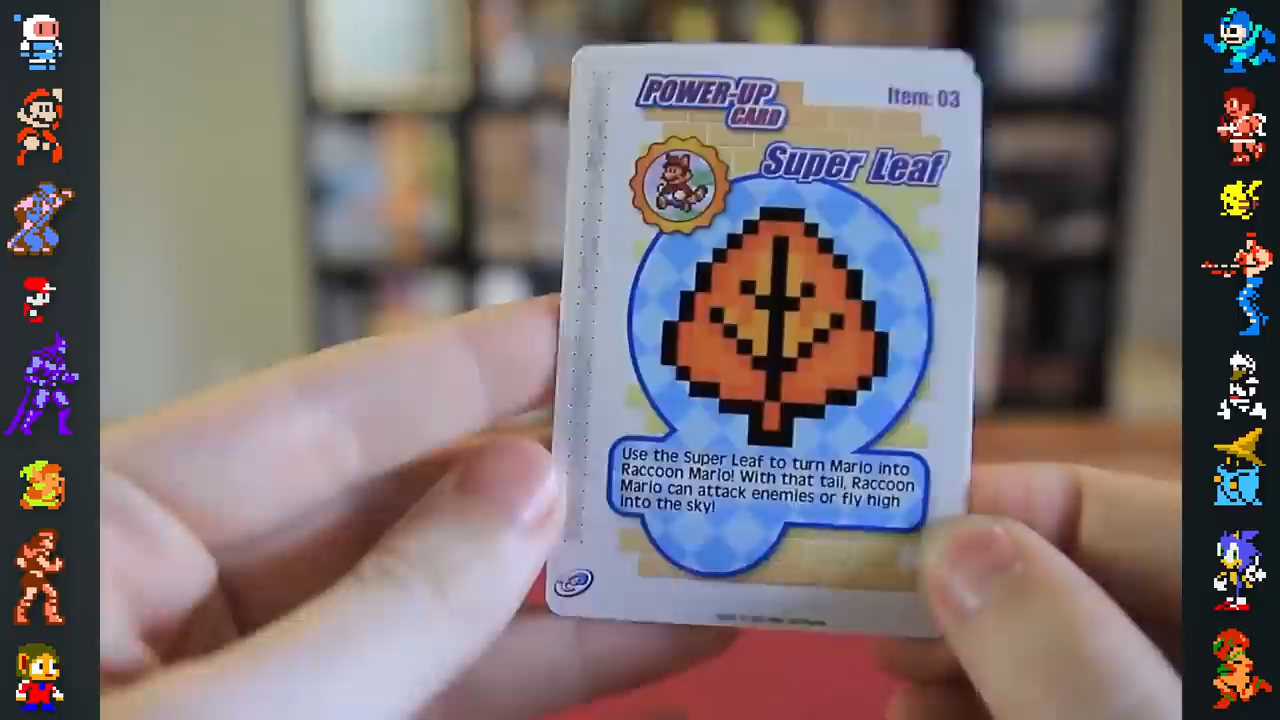 POWER-UP
CARD
Item: 03
Super Leaf
Use the Super Leaf to turn Mario into
Raccoon Mario! With that tail, Raccoon
Mario can attack enemies or fly high
into the sky!